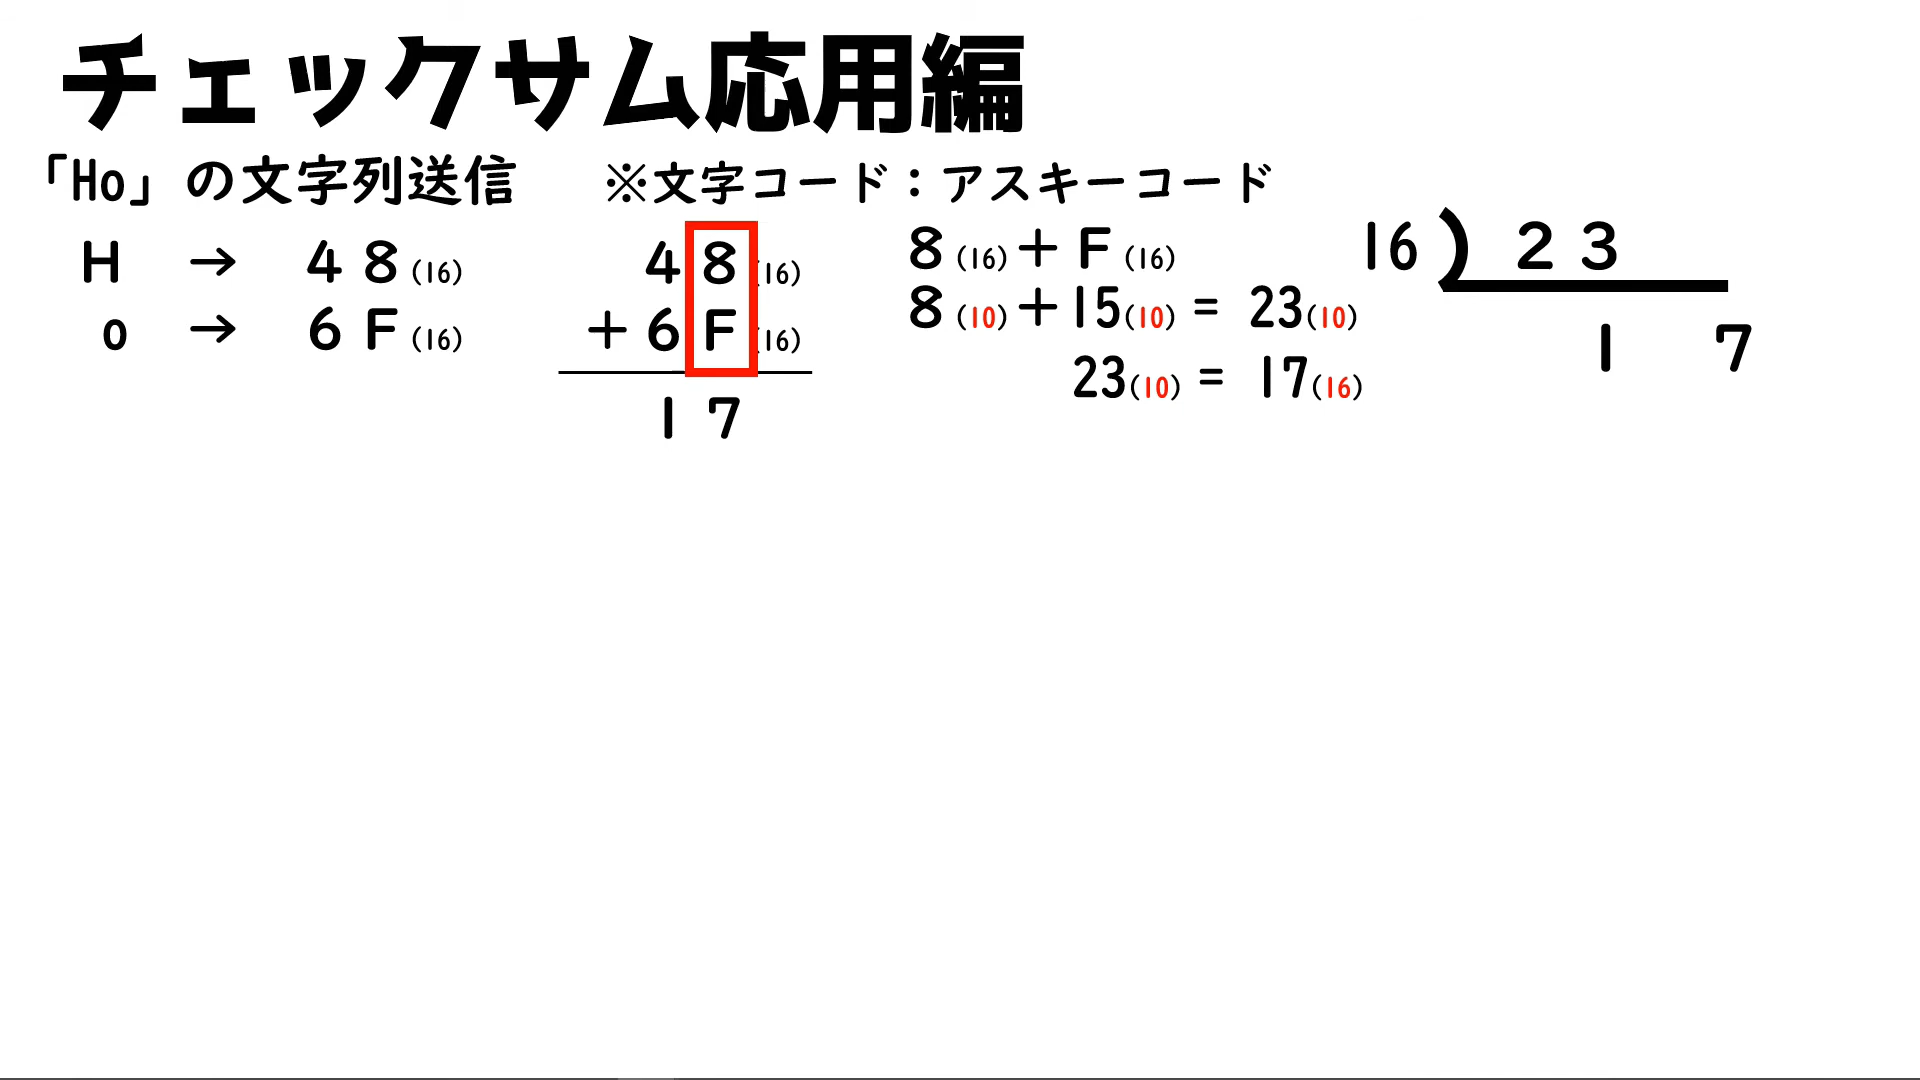 チェックサム応用編
「Ho」の文字列送信 ※文字コード：アスキーコード
H → 48(16)
o → 6F(16)
48(16)
+6F(16)
17
8(16)+F(16)
8(10)+15(10) = 23(10)
23(10) = 17(16)
16)23
1 7